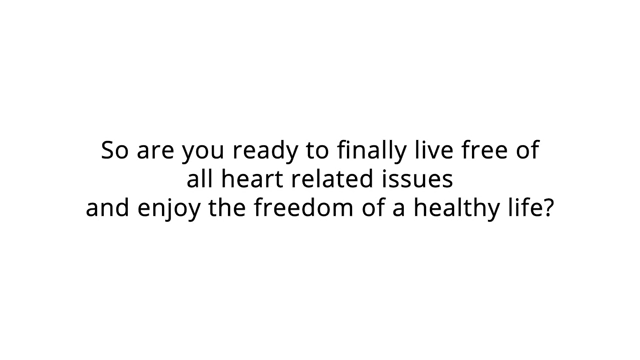 So are you ready to finally live free of
all heart related issues
and enjoy the freedom of a healthy life?